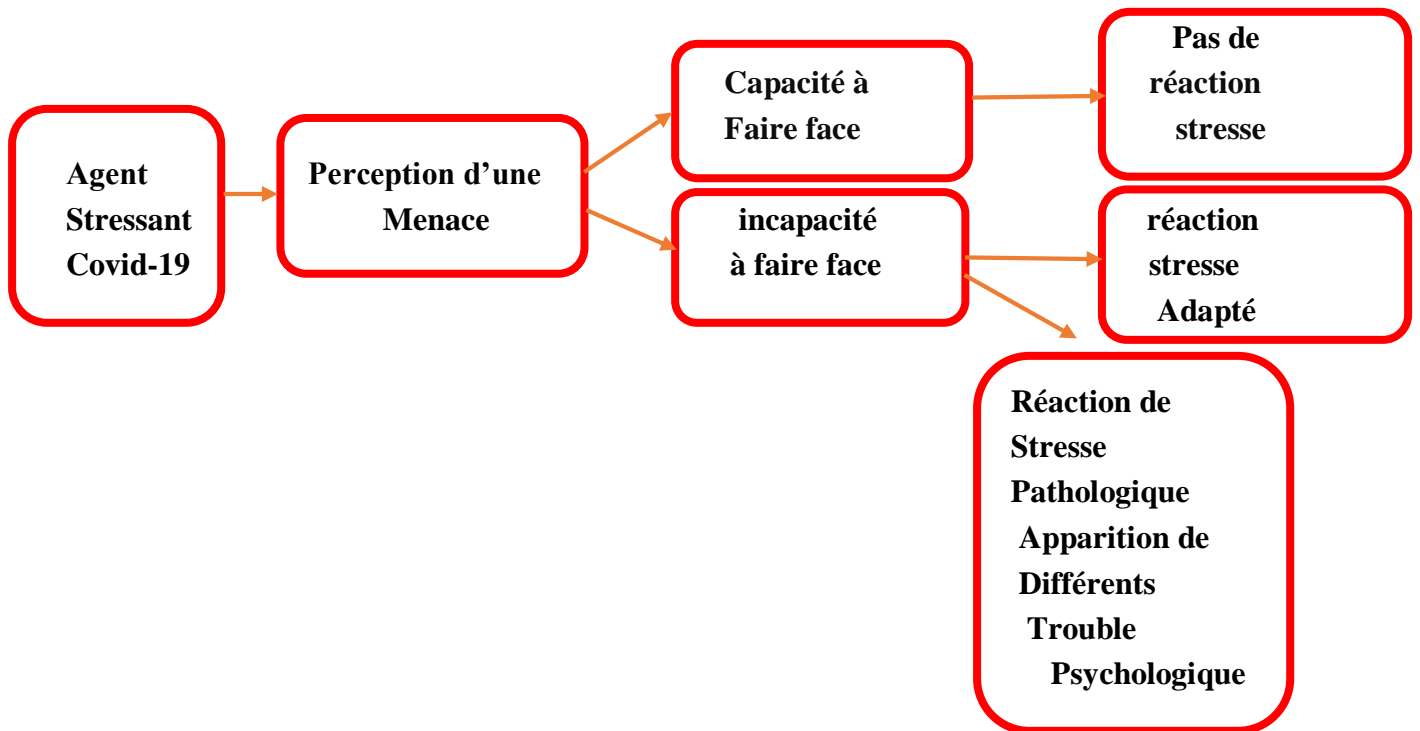 Agent
Stressant
Covid-19
Perception d’une
Menace
Capacité à
Faire face
incapacité
à faire face
Pas de
réaction
stresse
réaction
stresse
Adapté
Réaction de
Stresse
Pathologique
Apparition de
Différents
Trouble
Psychologique